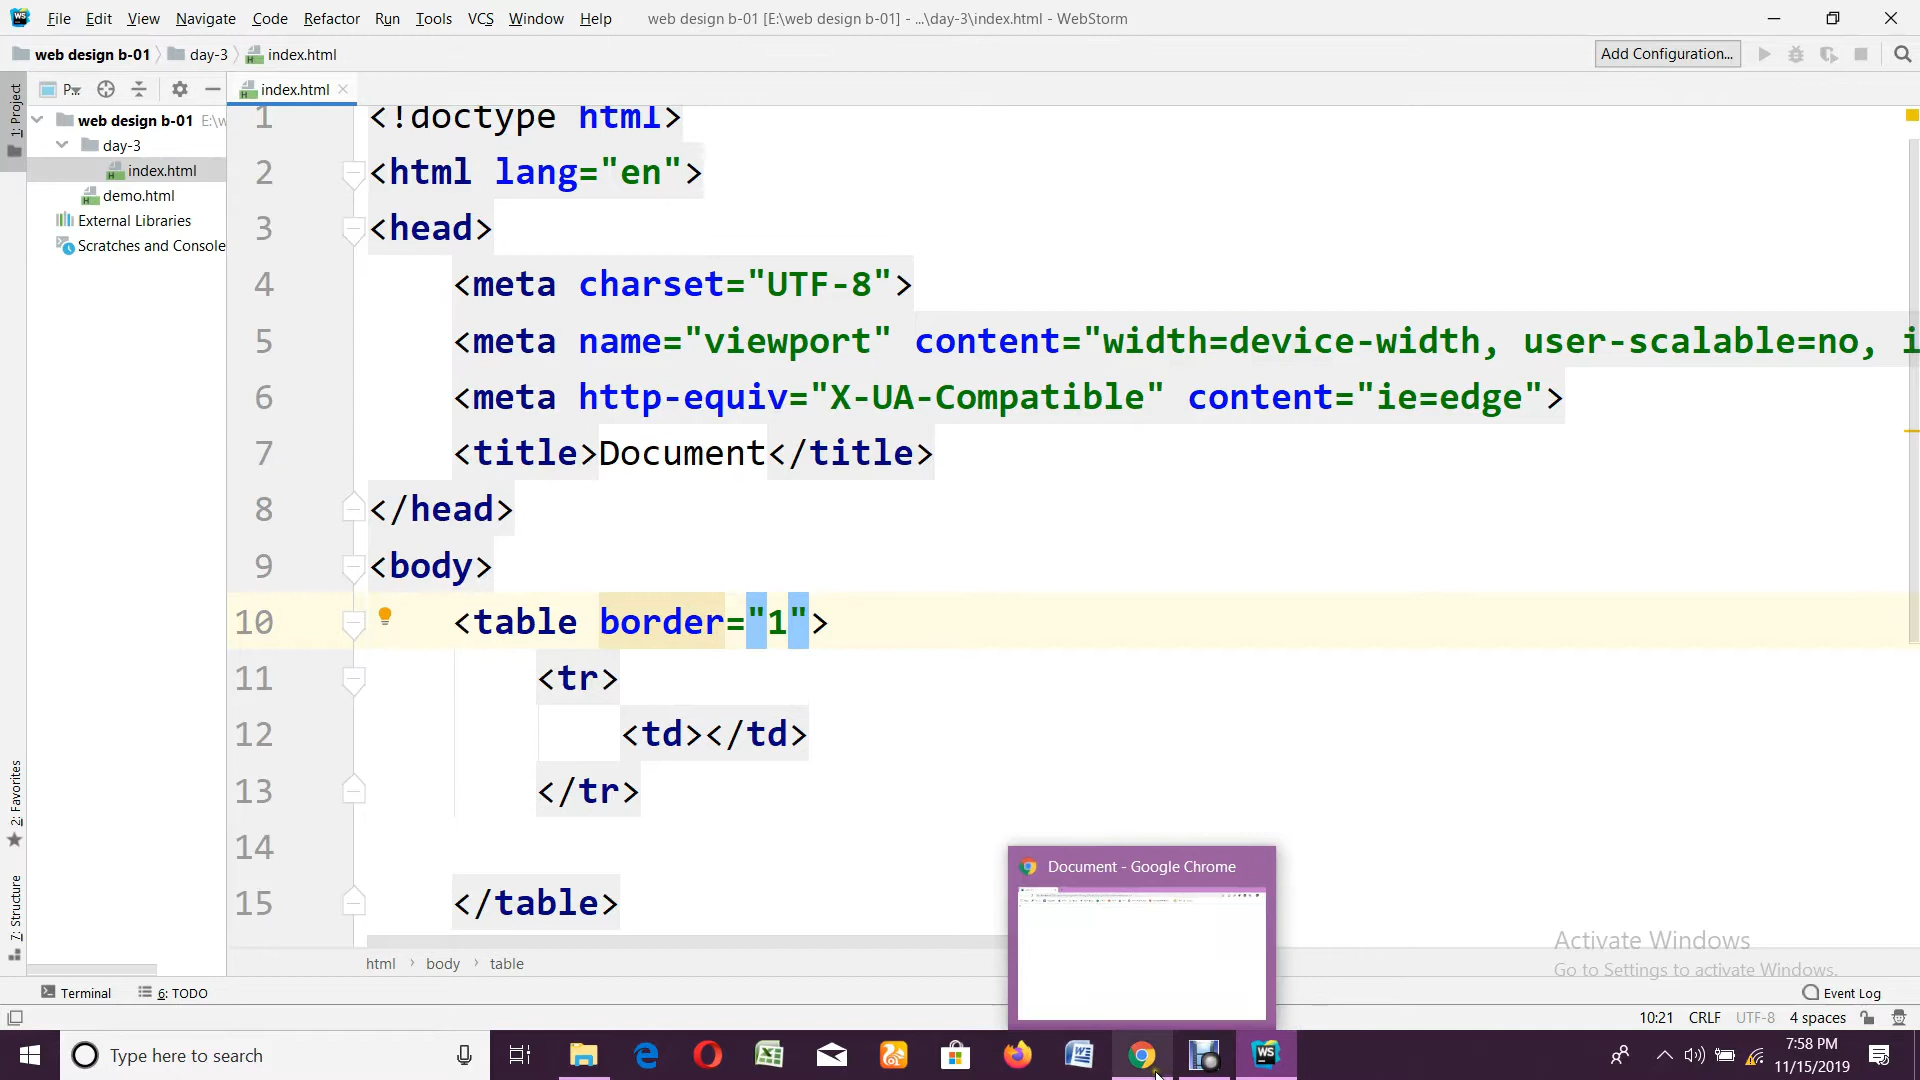 File Edit View Navigate Code Refactor Run Tools VCS Window Help web design b-01 [E:\web design b-01] - ...\day-3\index.html - WebStorm
web design b-01 day-3 index.html Add Configuration...
1: Project P.. index.html
web design b-01 E:\w
day-3
index.html
demo.html
External Libraries
Scratches and Console
1 <!doctype html>
2 <html lang="en">
3 <head>
4 <meta charset="UTF-8">
5 <meta name="viewport" content="width=device-width, user-scalable=no, i
6 <meta http-equiv="X-UA-Compatible" content="ie=edge">
7 <title>Document</title>
8 </head>
9 <body>
10 <table border="1">
11 <tr>
12 <td></td>
13 </tr>
14
15 </table>
2: Favorites
7: Structure
Document - Google Chrome
html body table
Activate Windows
Go to Settings to activate Windows.
Terminal 6: TODO Event Log
10:21 CRLF UTF-8 4 spaces
Type here to search
7:58 PM
11/15/2019